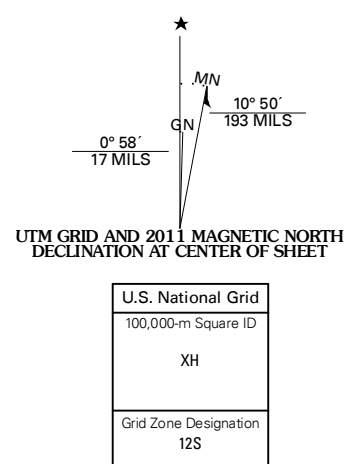 MN
10° 50´
193 MILS
GN
0° 58´
17 MILS
UTM GRID AND 2011 MAGNETIC NORTH
DECLINATION AT CENTER OF SHEET
U.S. National Grid
100,000-m Square ID
XH
Grid Zone Designation
12S